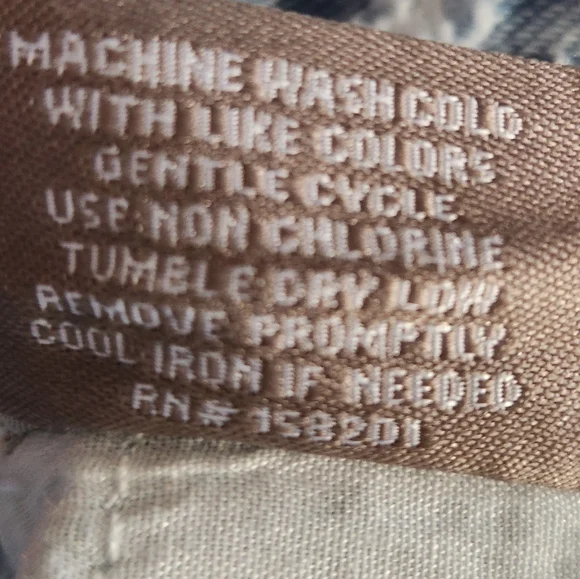 MACHINE WASH COLD
WITH LIKE COLORS
GENTLE CYCLE
USE NON CHLORINE
TUMBLE DRY LOW
REMOVE PROMPTLY
COOL IRON IF NEEDED
RN# 158201